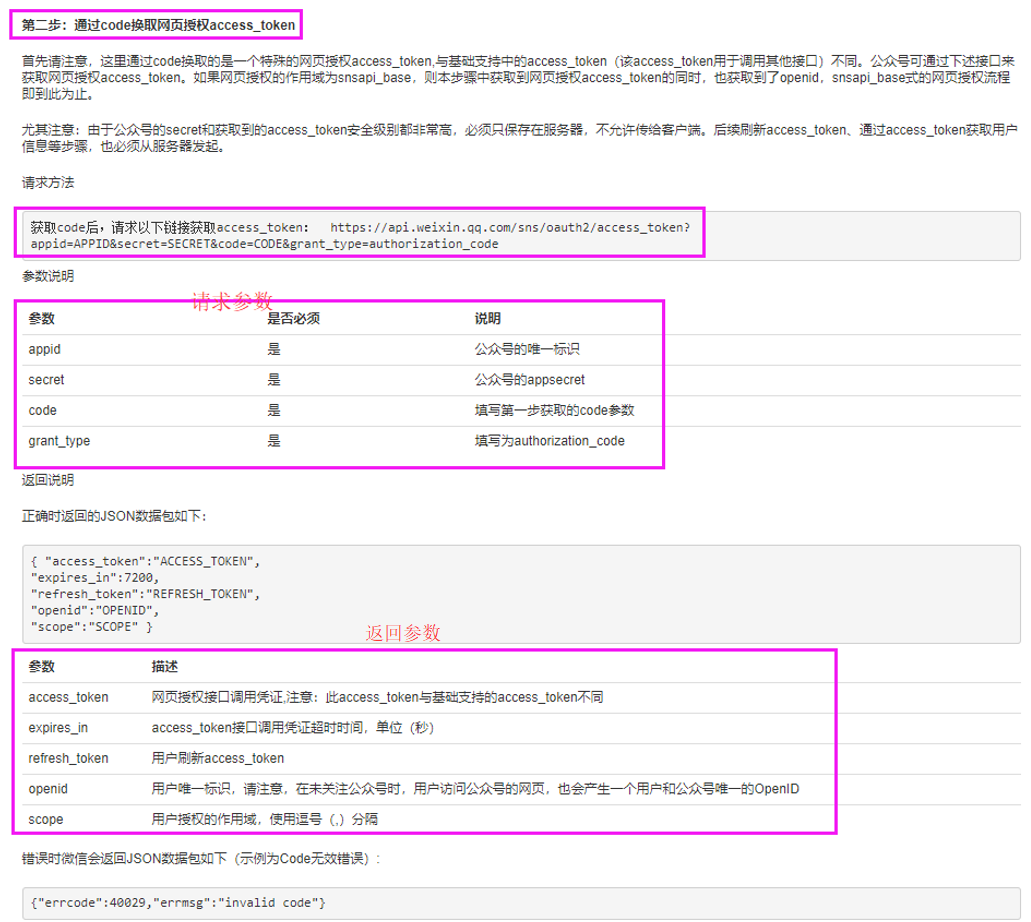 第二步：通过code换取网页授权access_token
首先请注意，这里通过code换取的是一个特殊的网页授权access_token,与基础支持中的access_token（该access_token用于调用其他接口）不同。公众号可通过下述接口来
获取网页授权access_token。如果网页授权的作用域为snsapi_base，则本步骤中获取到网页授权access_token的同时，也获取到了openid，snsapi_base式的网页授权流程
即到此为止。
尤其注意：由于公众号的secret和获取到的access_token安全级别都非常高，必须只保存在服务器，不允许传给客户端。后续刷新access_token、通过access_token获取用户
信息等步骤，也必须从服务器发起。
请求方法
获取code后，请求以下链接获取access_token： https://api.weixin.qq.com/sns/oauth2/access_token?
appid=APPID&secret=SECRET&code=CODE&grant_type=authorization_code
参数说明
请求参数
参数 是否必须 说明
appid 是 公众号的唯一标识
secret 是 公众号的appsecret
code 是 填写第一步获取的code参数
grant_type 是 填写为authorization_code
返回说明
正确时返回的JSON数据包如下：
{ "access_token":"ACCESS_TOKEN",
"expires_in":7200,
"refresh_token":"REFRESH_TOKEN",
"openid":"OPENID",
"scope":"SCOPE" }
返回参数
参数 描述
access_token 网页授权接口调用凭证,注意：此access_token与基础支持的access_token不同
expires_in access_token接口调用凭证超时时间，单位（秒）
refresh_token 用户刷新access_token
openid 用户唯一标识，请注意，在未关注公众号时，用户访问公众号的网页，也会产生一个用户和公众号唯一的OpenID
scope 用户授权的作用域，使用逗号（,）分隔
错误时微信会返回JSON数据包如下（示例为Code无效错误）:
{"errcode":40029,"errmsg":"invalid code"}